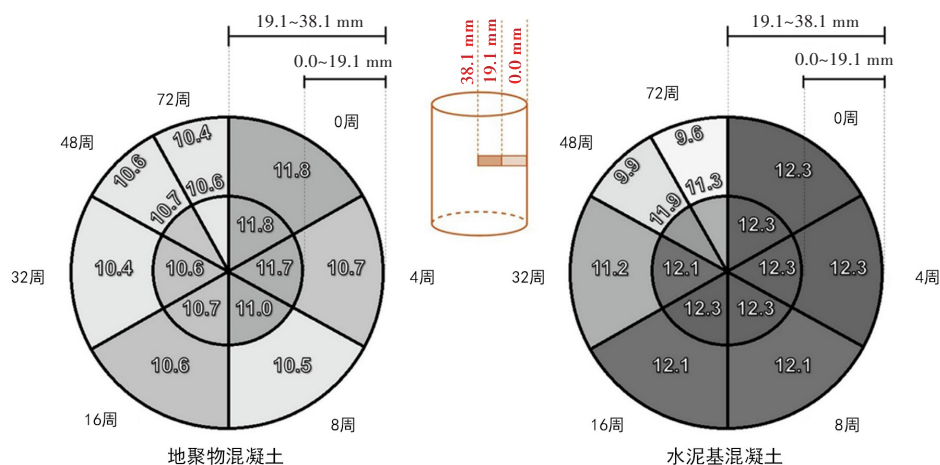 19.1~38.1 mm
0.0~19.1 mm
72周
0周
48周
10.4
10.6
11.8
10.6
10.7
11.8
32周
10.4
10.6
11.7
10.7
4周
10.7
11.0
10.6
10.5
16周
8周
地聚物混凝土
38.1 mm
19.1 mm
0.0 mm
19.1~38.1 mm
0.0~19.1 mm
72周
0周
48周
9.6
9.9
12.3
11.3
11.9
12.3
32周
11.2
12.1
12.3
12.3
4周
12.3
12.3
12.1
12.1
16周
8周
水泥基混凝土